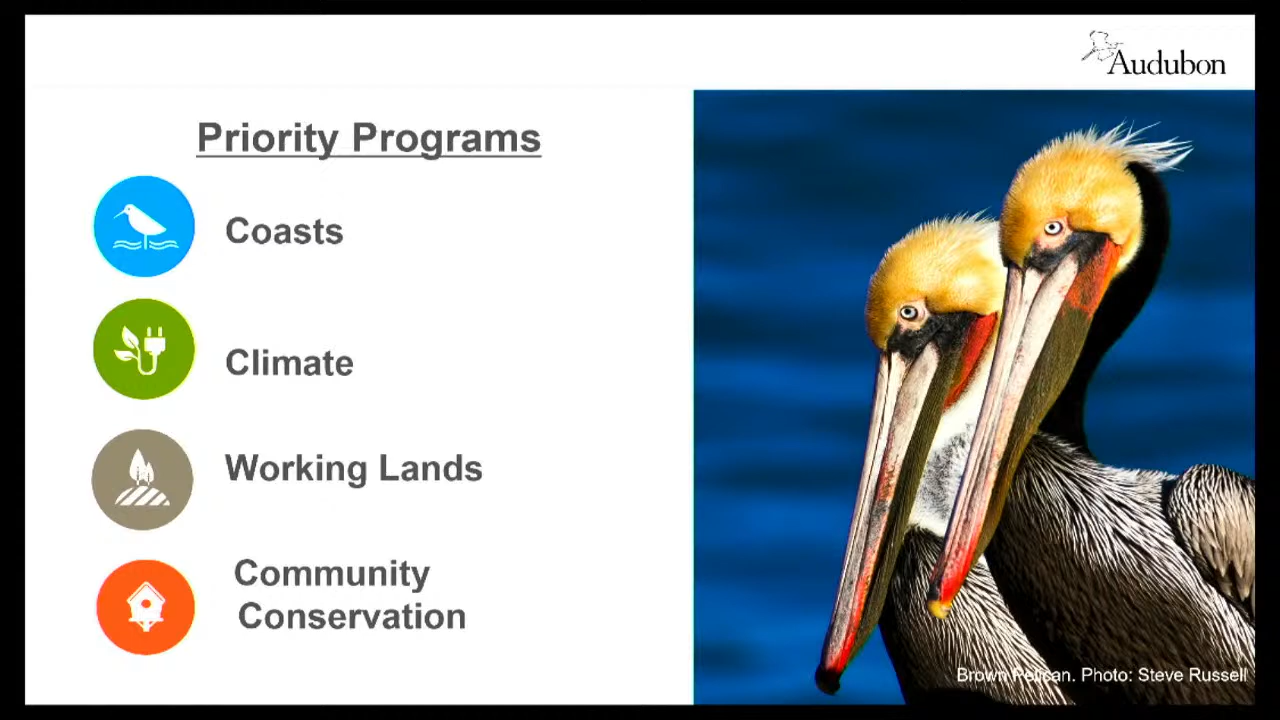 Audubon
Priority Programs
Coasts
Climate
Working Lands
Community
Conservation
Brown Pelican. Photo: Steve Russell